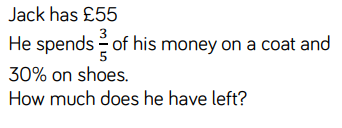 Jack has £55
He spends 3/5 of his money on a coat and
30% on shoes.
How much does he have left?